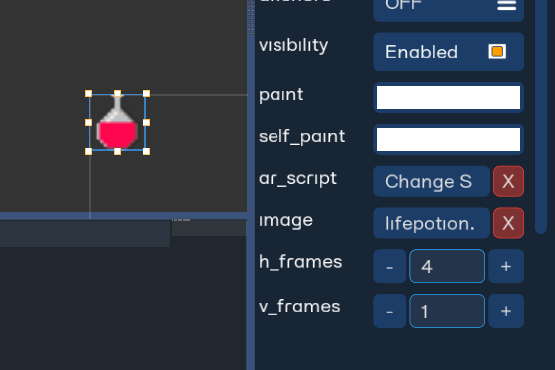 OFF
visibility
Enabled
paint
self_paint
ar_script
Change S
X
image
lifepotion.
X
h_frames
-
4
+
v_frames
-
1
+